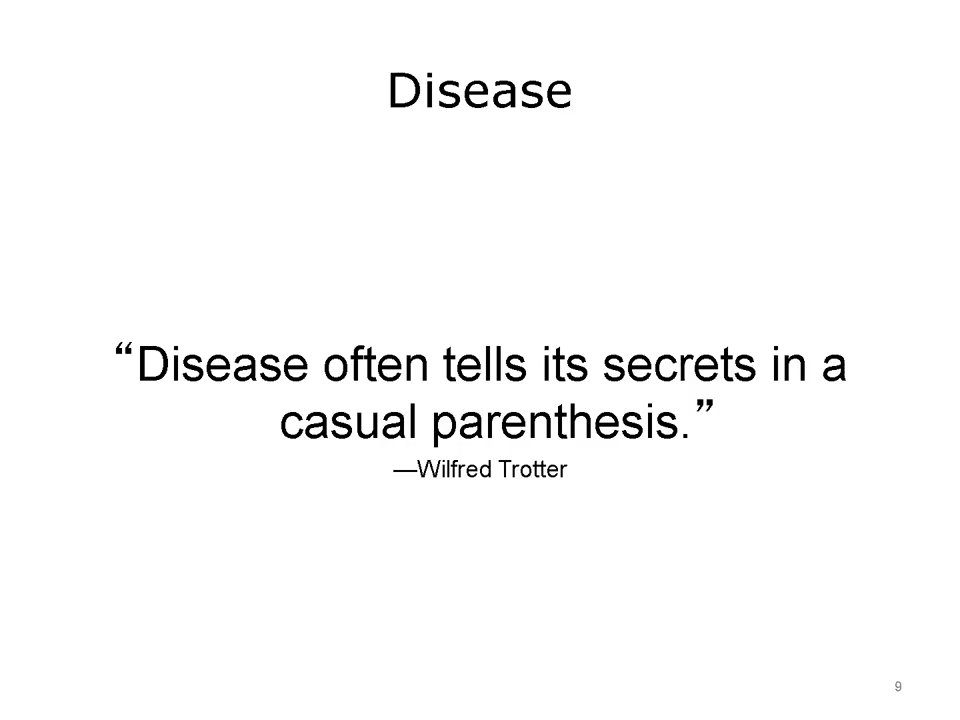 Disease
“Disease often tells its secrets in a
casual parenthesis.”
—Wilfred Trotter
9